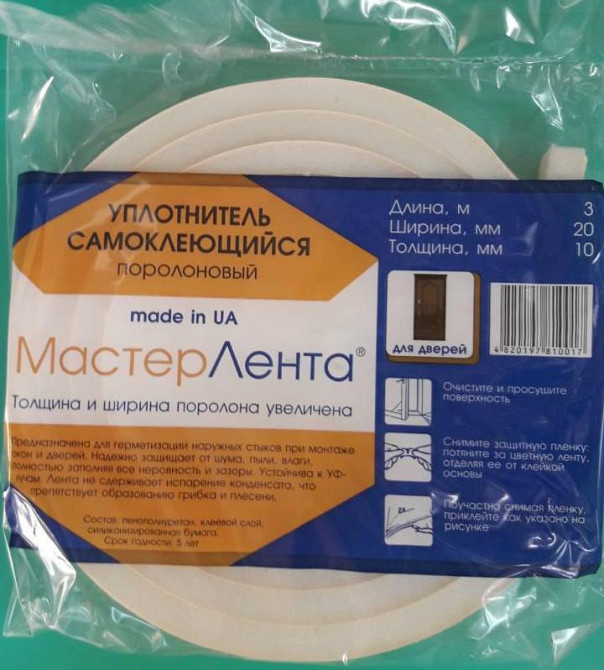 УПЛОТНИТЕЛЬ
САМОКЛЕЮЩИЙСЯ
поролоновый
made in UA
МастерЛента®
Толщина и ширина поролона увеличена
Предназначена для герметизации наружных стыков при монтаже
окон и дверей. Надежно защищает от шума, пыли, влаги,
полностью заполняя все неровность и зазоры. Устойчива к УФ-
лучам. Лента не сдерживает испарение конденсата, что
препятствует образованию грибка и плесени.
Состав: пенополиуретан, клеевой слой,
силиконизированная бумага.
Срок годности: 5 лет
Длина, м 3
Ширина, мм 20
Толщина, мм 10
для дверей
4 820197 810017
Очистите и просушите
поверхность
Снимите защитную пленку:
потяните за цветную ленту,
отделяя ее от клейкой
основы
Поучастно снимая пленку,
приклейте как указано на
рисунке